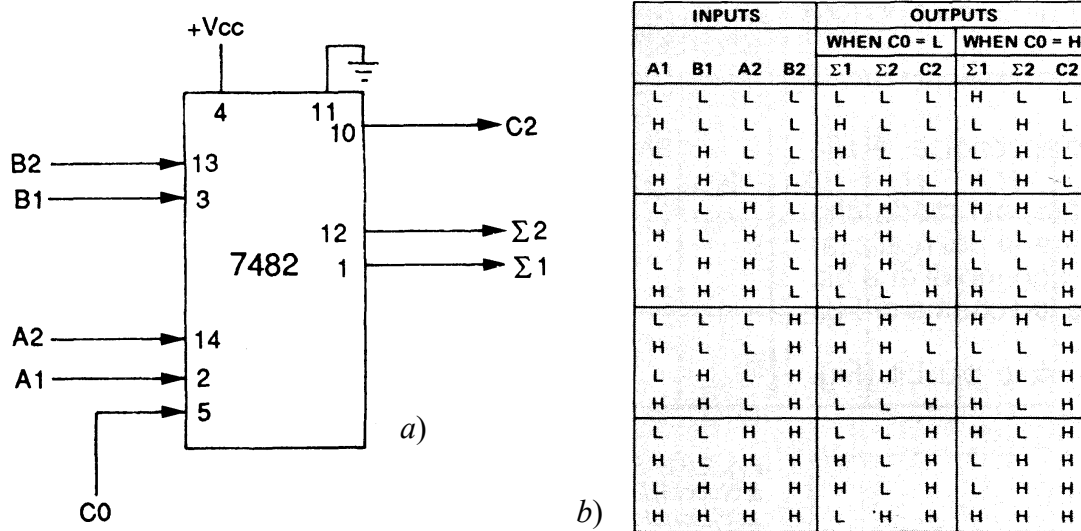 +Vcc
4
11
10
C2
B2
13
B1
3
12
Σ2
7482
1
Σ1
A2
14
A1
2
5
a)
C0
b)
INPUTS OUTPUTS
WHEN C0 = L WHEN C0 = H
A1 B1 A2 B2 Σ1 Σ2 C2 Σ1 Σ2 C2
L L L L L L L H L L
H L L L H L L L H L
L H L L H L L L H L
H H L L L H L H H L
L L H L L H L H H L
H L H L H H L L L H
L H H L H H L L L H
H H H L L L H H L H
L L L H L H L H H L
H L L H H H L L L H
L H L H H H L L L H
H H L H L L H H L H
L L H H L L H H L H
H L H H H L H L H H
L H H H H L H L H H
H H H H L H H H H H